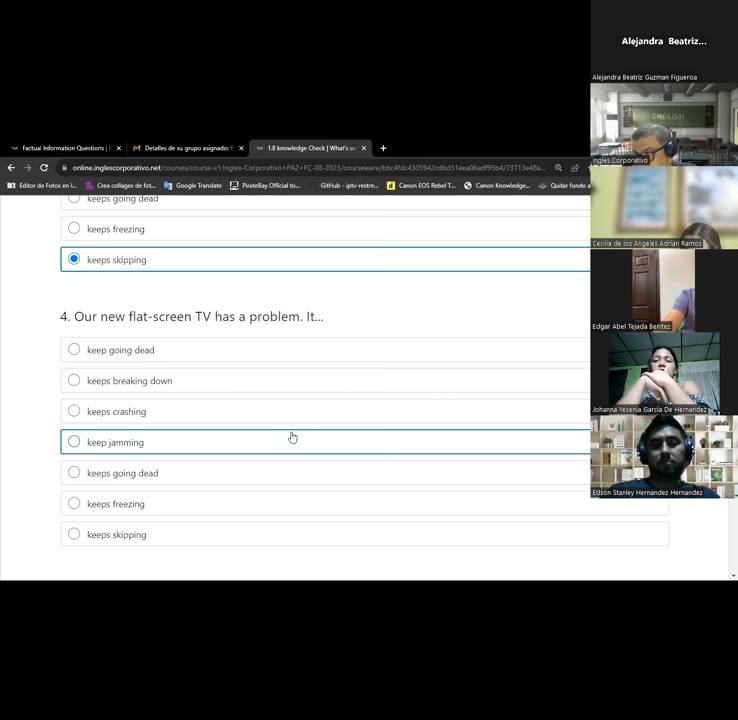 Alejandra Beatriz...
Alejandra Beatriz Guzman Figueroa
ENGLISH
Ingles Corporativo
Cecilia de los Angeles Adrian Ramos
Edgar Abel Tejada Benitez
Johanna Yesenia García De Hernandez
Edson Stanley Hernandez Hernandez
Factual Information Questions |
Detalles de su grupo asignado:
1.8 knowledge Check | What's w
online.inglescorporativo.net/courses/course-v1:Ingles-Corporativo+PA2+FC-08-2023/courseware/bbc4fdc4305942cdbd31eea06adf95b4/73713e48a...
Editor de Fotos en l...
Crea collages de fot...
Google Translate
PirateBay Official to...
GitHub - iptv-restre...
Canon EOS Rebel T...
Canon Knowledge...
Quitar fondo a
keeps going dead
keeps freezing
keeps skipping
4. Our new flat-screen TV has a problem. It...
keep going dead
keeps breaking down
keeps crashing
keep jamming
keeps going dead
keeps freezing
keeps skipping